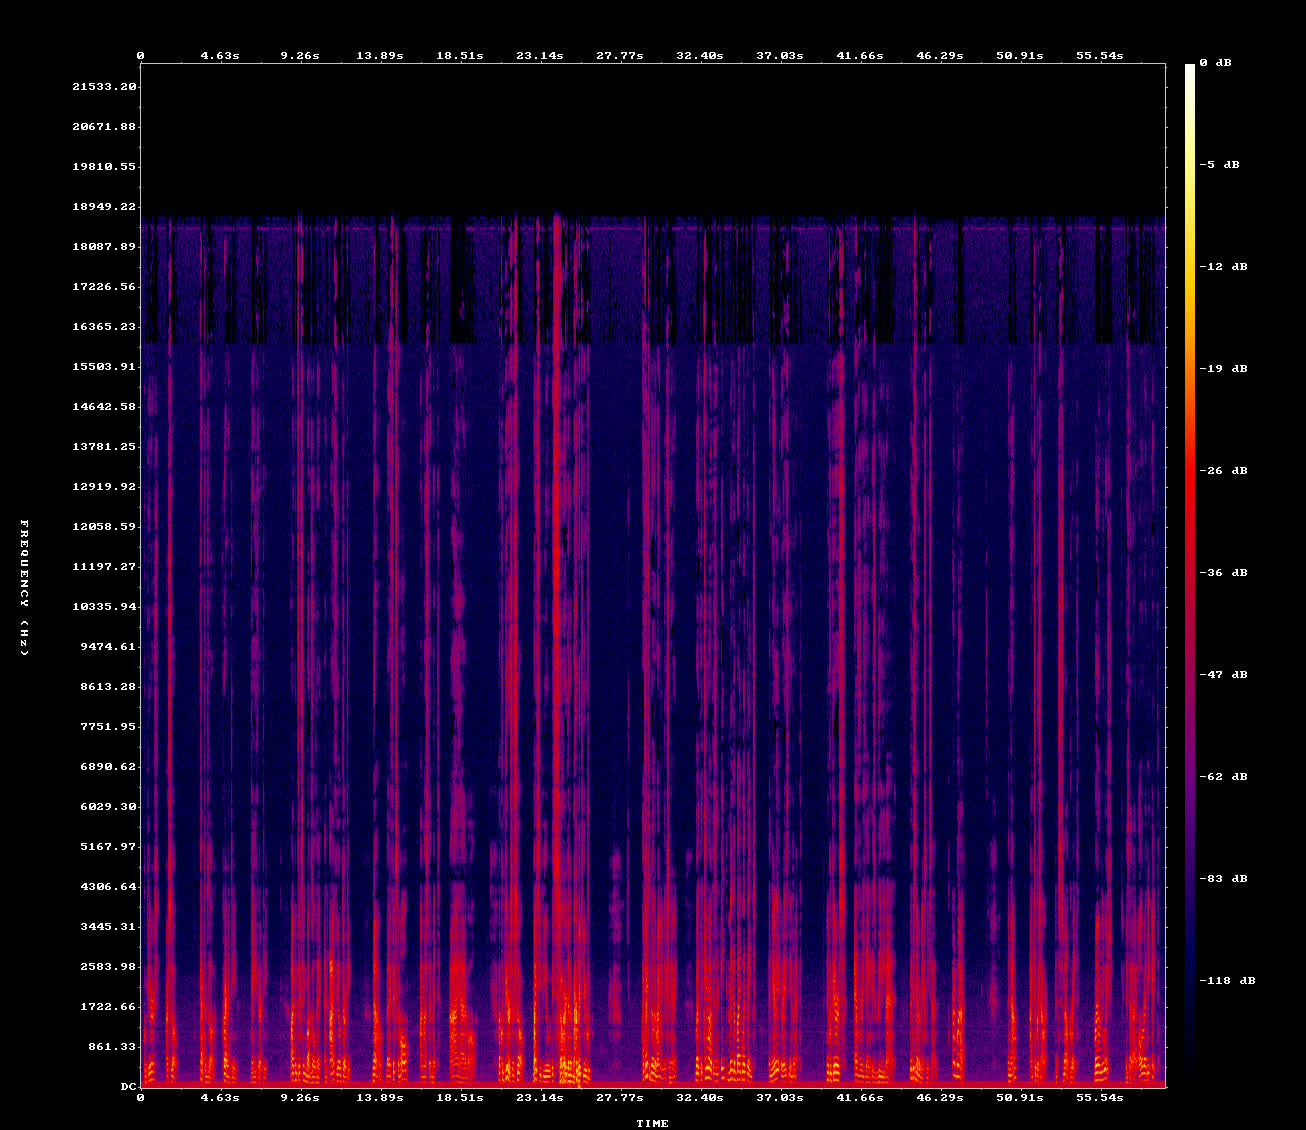 0 4.63s 9.26s 13.89s 18.51s 23.14s 27.77s 32.40s 37.03s 41.66s 46.29s 50.91s 55.54s
0 dB
21533.20
20671.88
19810.55
18949.22
18087.89
17226.56
16365.23
15503.91
14642.58
13781.25
12919.92
12058.59
11197.27
10335.94
9474.61
8613.28
7751.95
6890.62
6029.30
5167.97
4306.64
3445.31
2583.98
1722.66
861.33
DC
FREQUENCY (Hz)
-5 dB
-12 dB
-19 dB
-26 dB
-36 dB
-47 dB
-62 dB
-83 dB
-118 dB
0 4.63s 9.26s 13.89s 18.51s 23.14s 27.77s 32.40s 37.03s 41.66s 46.29s 50.91s 55.54s
TIME